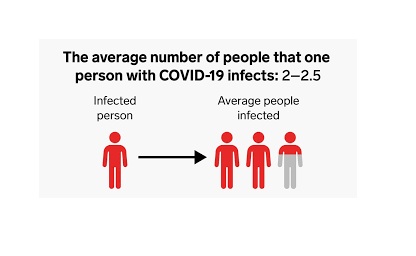 The average number of people that one
person with COVID-19 infects: 2–2.5
Infected
person
Average people
infected